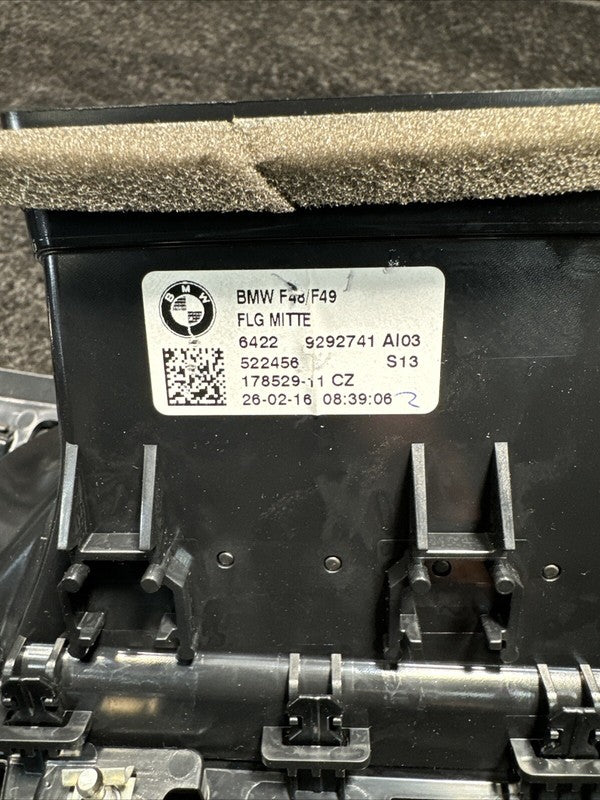 BMW
BMW F48/F49
FLG MITTE
6422 9292741 AI03
522456 S13
178529-11 CZ
26-02-16 08:39:06